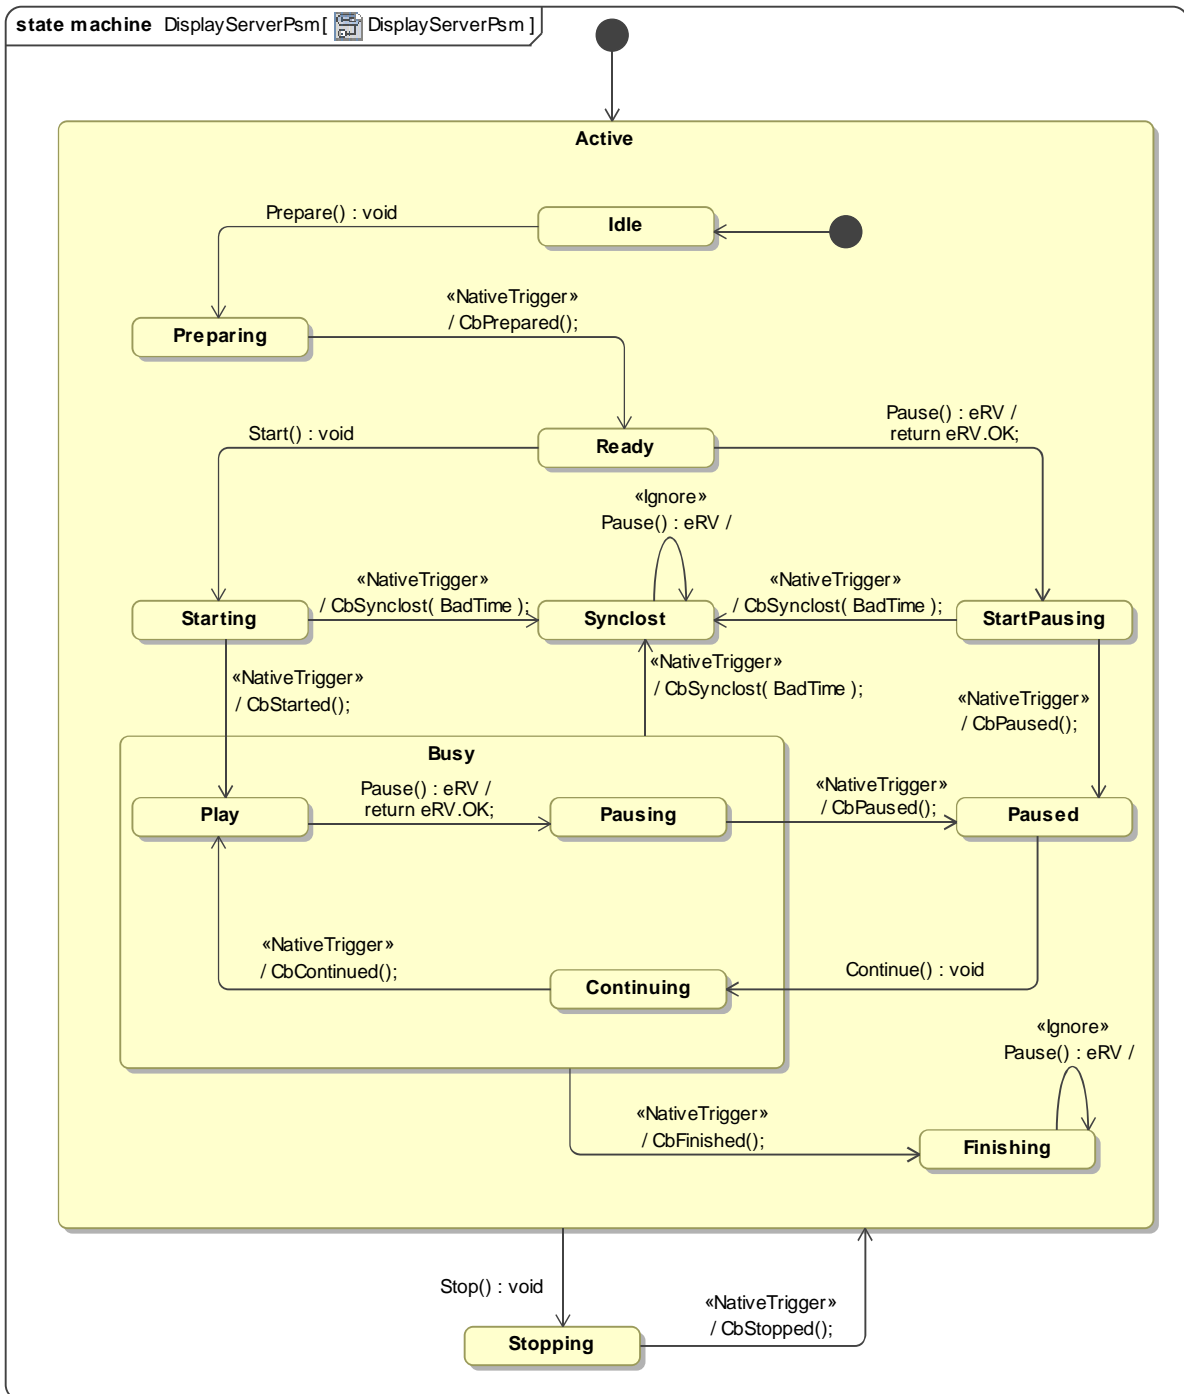 state machine DisplayServerPsm[ DisplayServerPsm ]
Active
Prepare() : void
Idle
«NativeTrigger»
/ CbPrepared();
Preparing
Pause() : eRV /
return eRV.OK;
Start() : void
Ready
«Ignore»
Pause() : eRV /
«NativeTrigger»
/ CbSynclost( BadTime );
«NativeTrigger»
/ CbSynclost( BadTime );
Starting
Synclost
StartPausing
«NativeTrigger»
/ CbStarted();
«NativeTrigger»
/ CbSynclost( BadTime );
«NativeTrigger»
/ CbPaused();
Busy
Pause() : eRV /
return eRV.OK;
«NativeTrigger»
/ CbPaused();
Play
Pausing
Paused
«NativeTrigger»
/ CbContinued();
Continue() : void
Continuing
«Ignore»
Pause() : eRV /
«NativeTrigger»
/ CbFinished();
Finishing
Stop() : void
«NativeTrigger»
/ CbStopped();
Stopping